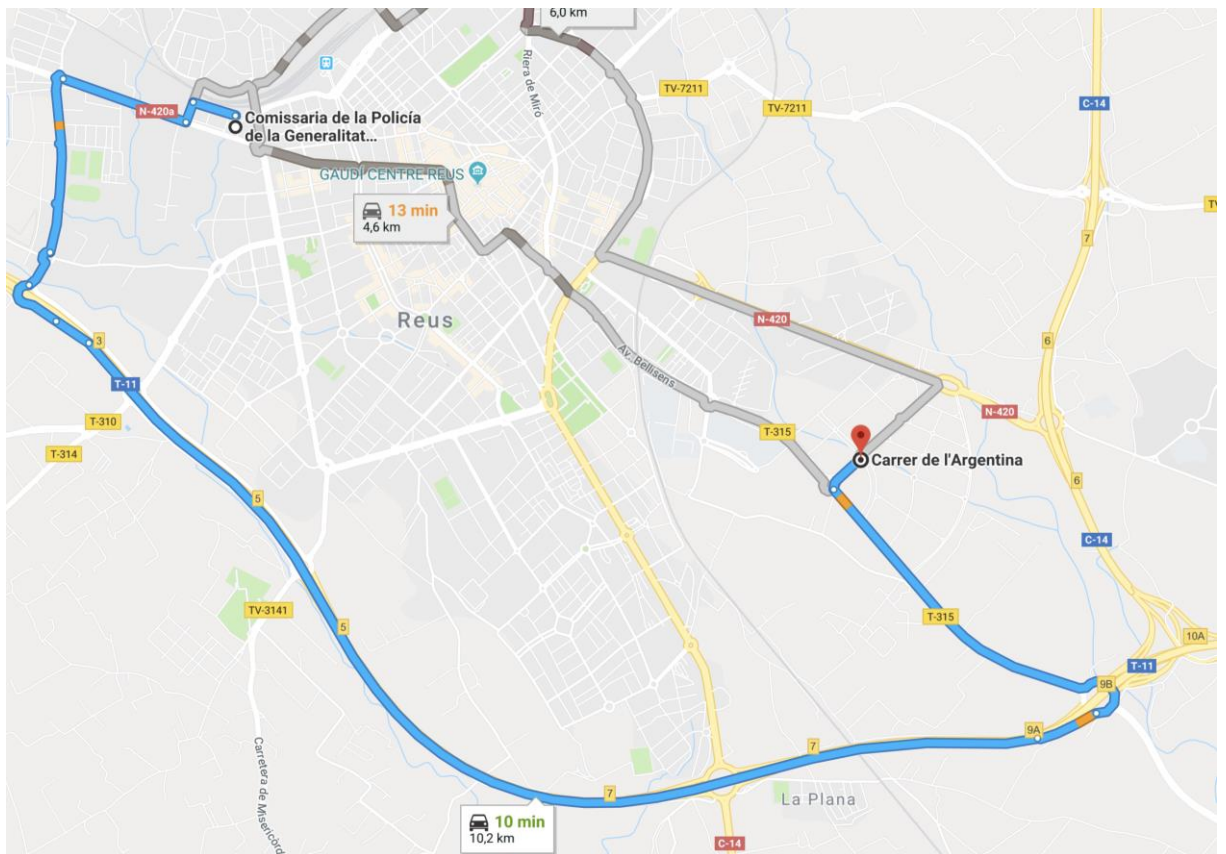 6,0 km
Riera de Miró
TV-7211
TV-7211
C-14
N-420a
Comissaria de la Policía
de la Generalitat...
GAUDÍ CENTRE REUS
13 min
4,6 km
TV
7
Reus
N-420
3
6
Av. Bellisens
T-11
N-420
T-310
T-315
T-314
Carrer de l'Argentina
6
5
C-14
TV-3141
T-315
5
10A
T-11
9B
9A
7
7
La Plana
Carretera de Misericòrd
10 min
10,2 km
C-14